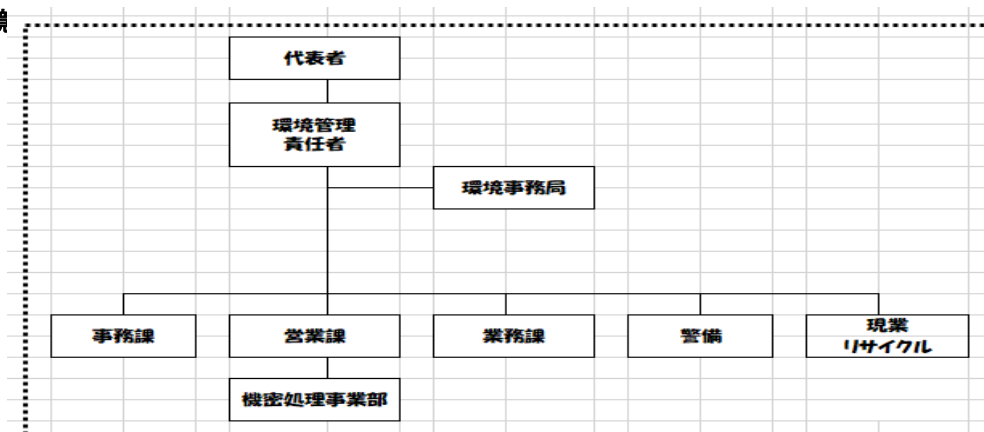 代表者
環境管理
責任者
環境事務局
事務課
営業課
業務課
警備
現業
リサイクル
機密処理事業部